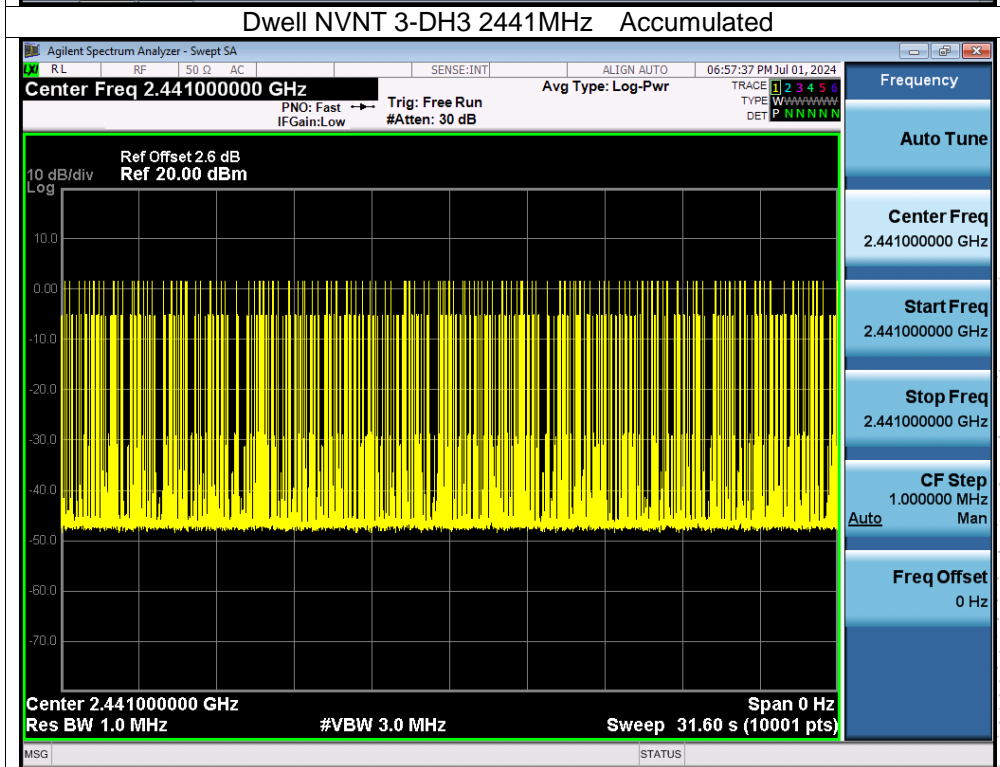 Dwell NVNT 3-DH3 2441MHz Accumulated
Agilent Spectrum Analyzer - Swept SA
LXI RL RF 50 Ω AC SENSE:INT ALIGN AUTO 06:57:37 PM Jul 01, 2024
Center Freq 2.441000000 GHz
PNO: Fast
IFGain:Low
Trig: Free Run
#Atten: 30 dB
Avg Type: Log-Pwr
TRACE 1 2 3 4 5 6
TYPE WWWWWWW
DET P N N N N N
Ref Offset 2.6 dB
10 dB/div Ref 20.00 dBm
Log
10.0
0.00
-10.0
-20.0
-30.0
-40.0
-50.0
-60.0
-70.0
Center 2.441000000 GHz Span 0 Hz
Res BW 1.0 MHz #VBW 3.0 MHz Sweep 31.60 s (10001 pts)
MSG STATUS
Frequency
Auto Tune
Center Freq
2.441000000 GHz
Start Freq
2.441000000 GHz
Stop Freq
2.441000000 GHz
CF Step
1.000000 MHz
Auto Man
Freq Offset
0 Hz